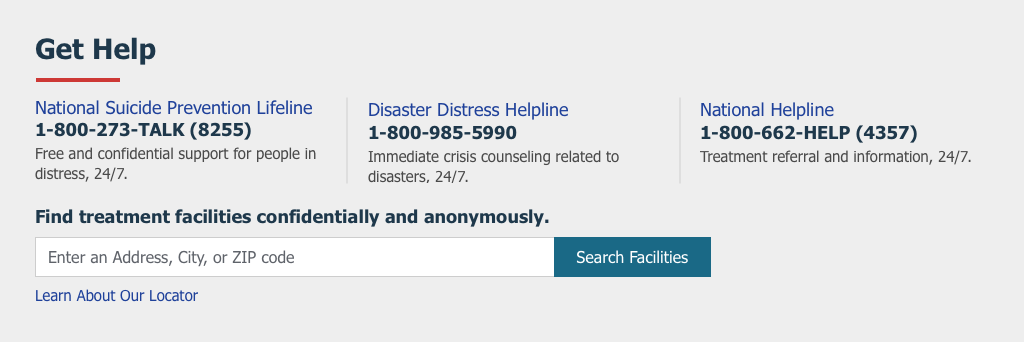 Get Help
National Suicide Prevention Lifeline
1-800-273-TALK (8255)
Free and confidential support for people in
distress, 24/7.
Disaster Distress Helpline
1-800-985-5990
Immediate crisis counseling related to
disasters, 24/7.
National Helpline
1-800-662-HELP (4357)
Treatment referral and information, 24/7.
Find treatment facilities confidentially and anonymously.
Enter an Address, City, or ZIP code
Search Facilities
Learn About Our Locator